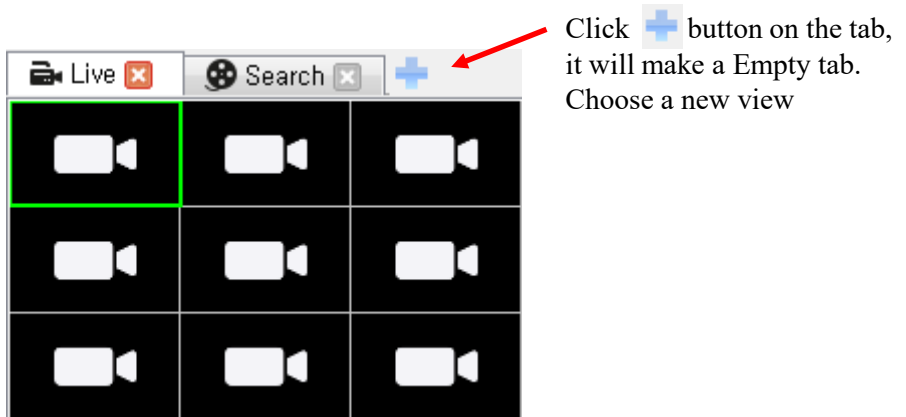 Click button on the tab,
it will make a Empty tab.
Choose a new view
Live
Search